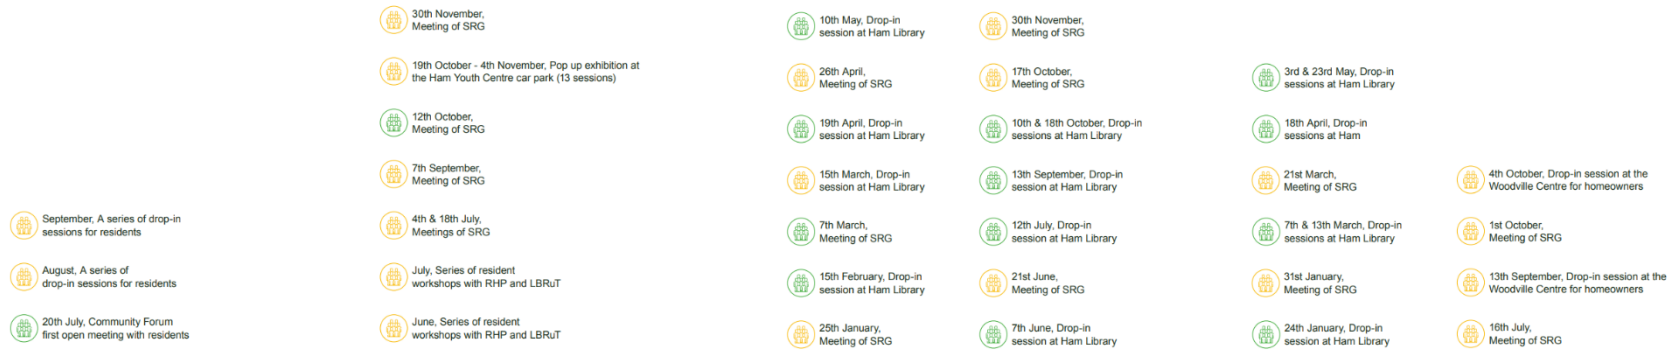 September, A series of drop-in
sessions for residents
August, A series of
drop-in sessions for residents
20th July, Community Forum
first open meeting with residents
30th November,
Meeting of SRG
19th October - 4th November, Pop up exhibition at
the Ham Youth Centre car park (13 sessions)
12th October,
Meeting of SRG
7th September,
Meeting of SRG
4th & 18th July,
Meetings of SRG
July, Series of resident
workshops with RHP and LBRuT
June, Series of resident
workshops with RHP and LBRuT
10th May, Drop-in
session at Ham Library
26th April,
Meeting of SRG
19th April, Drop-in
session at Ham Library
15th March, Drop-in
session at Ham Library
7th March,
Meeting of SRG
15th February, Drop-in
session at Ham Library
25th January,
Meeting of SRG
30th November,
Meeting of SRG
17th October,
Meeting of SRG
10th & 18th October, Drop-in
sessions at Ham Library
13th September, Drop-in
session at Ham Library
12th July, Drop-in
session at Ham Library
21st June,
Meeting of SRG
7th June, Drop-in
session at Ham Library
3rd & 23rd May, Drop-in
sessions at Ham Library
18th April, Drop-in
sessions at Ham
21st March,
Meeting of SRG
7th & 13th March, Drop-in
sessions at Ham Library
31st January,
Meeting of SRG
24th January, Drop-in
session at Ham Library
4th October, Drop-in session at the
Woodville Centre for homeowners
1st October,
Meeting of SRG
13th September, Drop-in session at the
Woodville Centre for homeowners
16th July,
Meeting of SRG